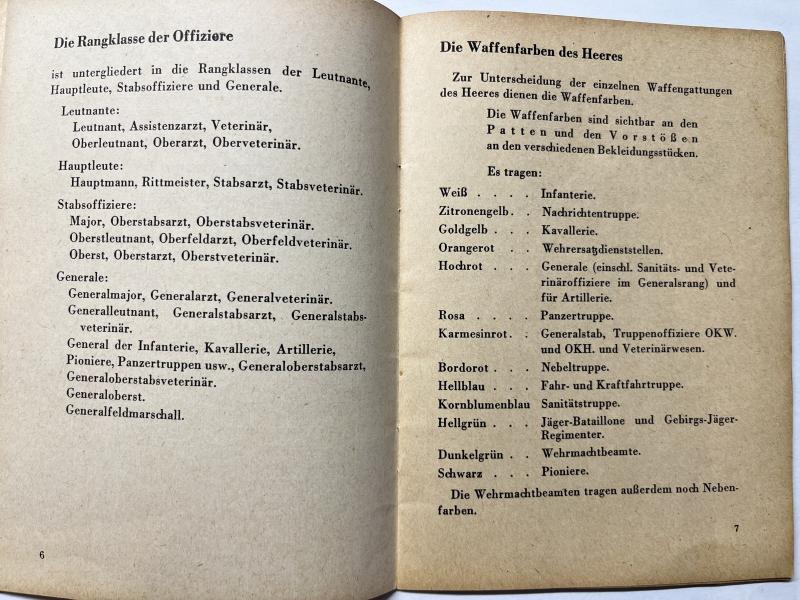 Die Rangklasse der Offiziere
ist untergliedert in die Rangklassen der Leutnante,
Hauptleute, Stabsoffiziere und Generale.
Leutnante:
Leutnant, Assistenzarzt, Veterinär,
Oberleutnant, Oberarzt, Oberveterinär.
Hauptleute:
Hauptmann, Rittmeister, Stabsarzt, Stabsveterinär.
Stabsoffiziere:
Major, Oberstabsarzt, Oberstabsveterinär.
Oberstleutnant, Oberfeldarzt, Oberfeldveterinär.
Oberst, Oberstarzt, Oberstveterinär.
Generale:
Generalmajor, Generalarzt, Generalveterinär.
Generalleutnant, Generalstabsarzt, Generalstabs-
veterinär.
General der Infanterie, Kavallerie, Artillerie,
Pioniere, Panzertruppen usw., Generaloberstabsarzt,
Generaloberstabsveterinär.
Generaloberst.
Generalfeldmarschall.
6
Die Waffenfarben des Heeres
Zur Unterscheidung der einzelnen Waffengattungen
des Heeres dienen die Waffenfarben.
Die Waffenfarben sind sichtbar an den
Patten und den Vorstößen
an den verschiedenen Bekleidungsstücken.
Es tragen:
Weiß . . . . Infanterie.
Zitronengelb . . Nachrichtentruppe.
Goldgelb . . . Kavallerie.
Orangerot . . Wehrersatzdienststellen.
Hochrot . . . Generale (einschl. Sanitäts- und Vete-
rinäroffiziere im Generalsrang) und
für Artillerie.
Rosa . . . . Panzertruppe.
Karmesinrot . . Generalstab, Truppenoffiziere OKW.
und OKH. und Veterinärwesen.
Bordorot . . . Nebeltruppe.
Hellblau . . . Fahr- und Kraftfahrtruppe.
Kornblumenblau Sanitätstruppe.
Hellgrün . . . Jäger-Bataillone und Gebirgs-Jäger-
Regimenter.
Dunkelgrün . . Wehrmachtbeamte.
Schwarz . . . Pioniere.
Die Wehrmachtbeamten tragen außerdem noch Neben-
farben.
7